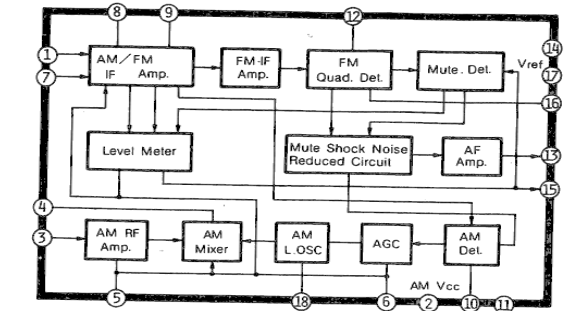 8 9 12
1 AM/FM FM-IF FM Mute. Det. Vref 14
7 IF Amp. Amp. Quad. Det. 17
16
Level Meter Mute Shock Noise AF 13
Reduced Circuit Amp.
15
4
3 AM RF AM AM AGC AM
Amp. Mixer L.OSC Det.
AM Vcc
5 18 6 2 10 11